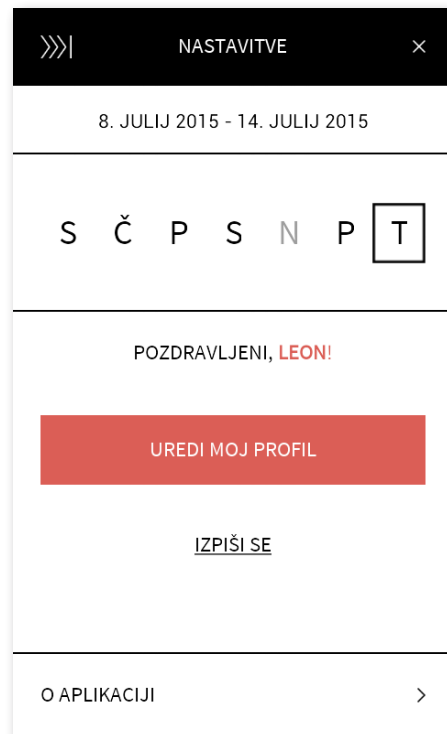 NASTAVITVE
8. JULIJ 2015 - 14. JULIJ 2015
S Č P S N P T
POZDRAVLJENI, LEON!
UREDI MOJ PROFIL
IZPIŠI SE
O APLIKACIJI